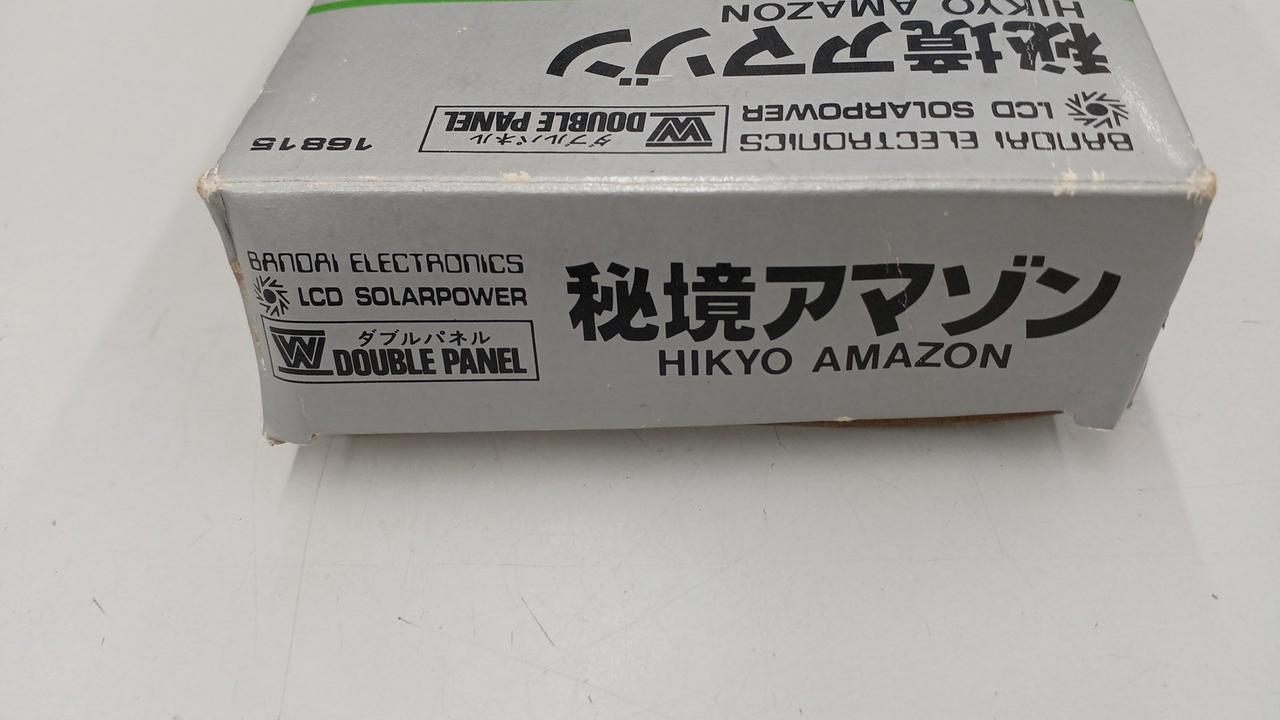 HIKYO AMAZON
秘境アマゾン
LCD SOLARPOWER
BANDAI ELECTRONICS
W DOUBLE PANEL
ダブルパネル
16815
BANDAI ELECTRONICS
LCD SOLARPOWER
ダブルパネル
W DOUBLE PANEL
秘境アマゾン
HIKYO AMAZON